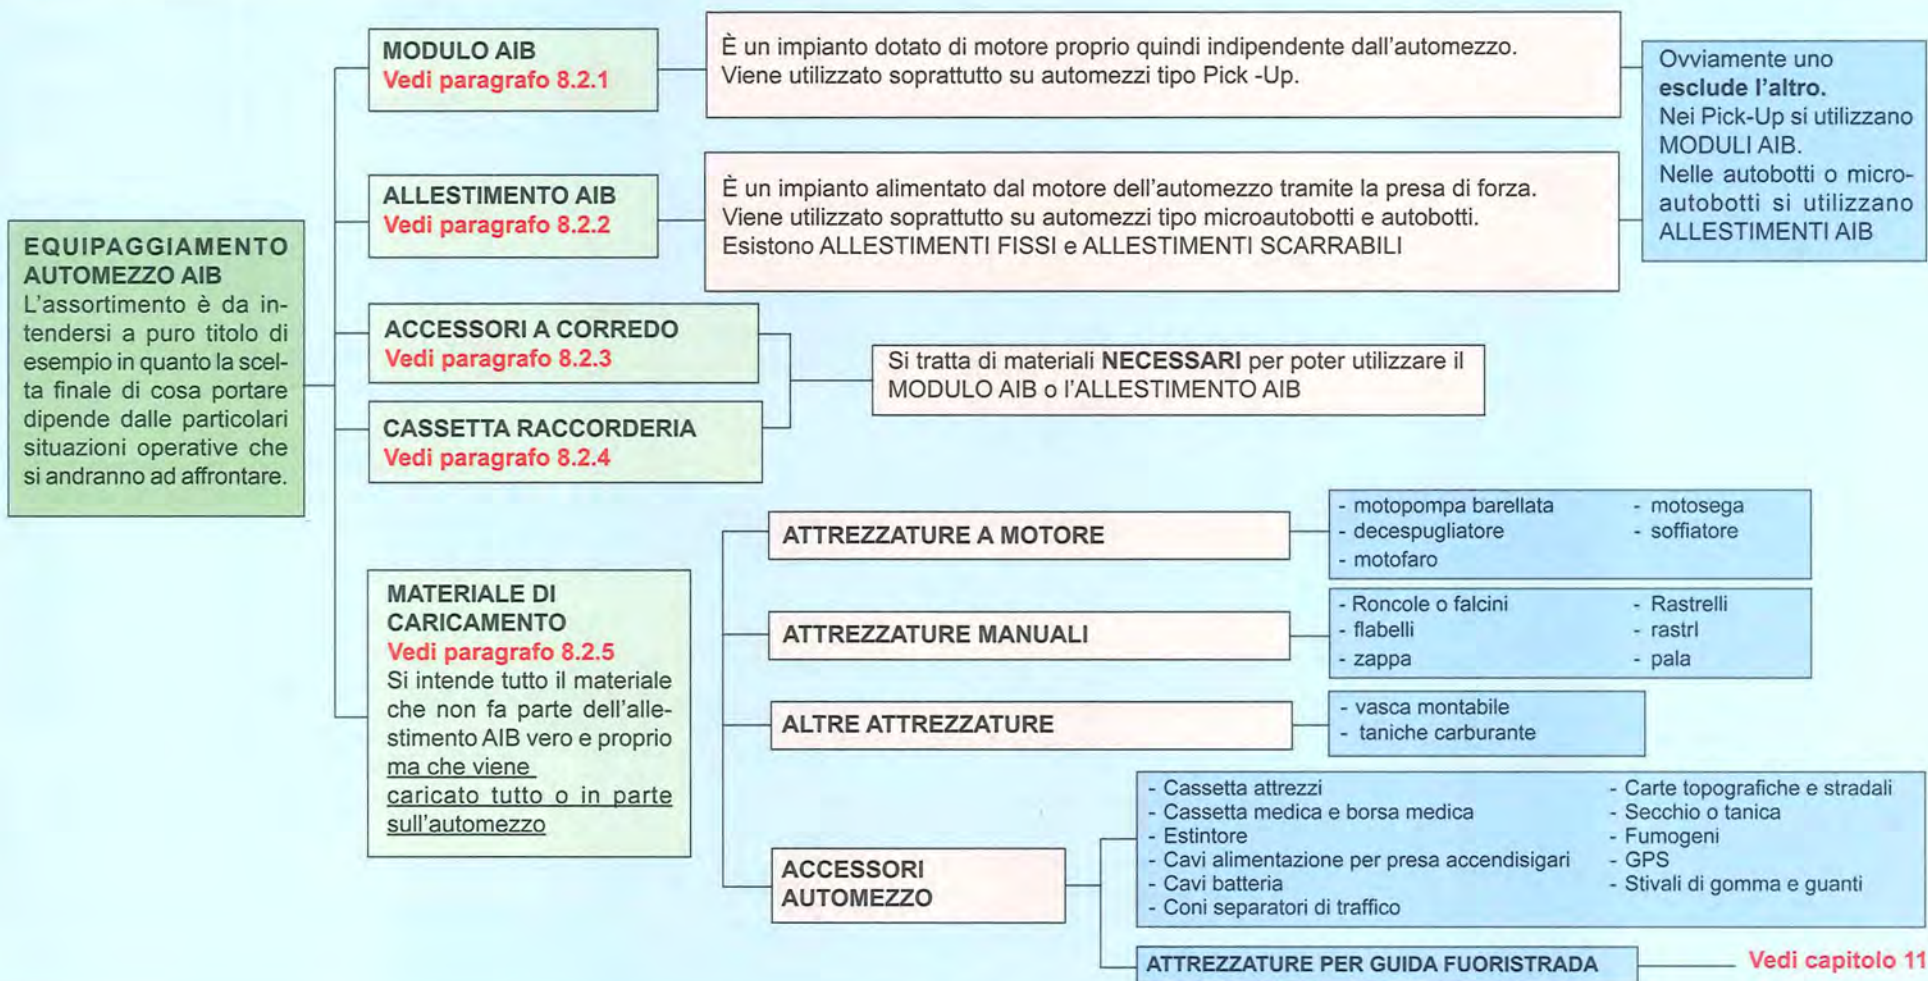 MODULO AIB
Vedi paragrafo 8.2.1
È un impianto dotato di motore proprio quindi indipendente dall'automezzo.
Viene utilizzato soprattutto su automezzi tipo Pick -Up.
Ovviamente uno
esclude l'altro.
Nei Pick-Up si utilizzano
MODULI AIB.
Nelle autobotti o micro-
autobotti si utilizzano
ALLESTIMENTI AIB
ALLESTIMENTO AIB
Vedi paragrafo 8.2.2
È un impianto alimentato dal motore dell'automezzo tramite la presa di forza.
Viene utilizzato soprattutto su automezzi tipo microautobotti e autobotti.
Esistono ALLESTIMENTI FISSI e ALLESTIMENTI SCARRABILI
EQUIPAGGIAMENTO
AUTOMEZZO AIB
L'assortimento è da in-
tendersi a puro titolo di
esempio in quanto la scel-
ta finale di cosa portare
dipende dalle particolari
situazioni operative che
si andranno ad affrontare.
ACCESSORI A CORREDO
Vedi paragrafo 8.2.3
CASSETTA RACCORDERIA
Vedi paragrafo 8.2.4
Si tratta di materiali NECESSARI per poter utilizzare il
MODULO AIB o l'ALLESTIMENTO AIB
MATERIALE DI
CARICAMENTO
Vedi paragrafo 8.2.5
Si intende tutto il materiale
che non fa parte dell'alle-
stimento AIB vero e proprio
ma che viene
caricato tutto o in parte
sull'automezzo
ATTREZZATURE A MOTORE
- motopompa barellata
- decespugliatore
- motofaro
- motosega
- soffiatore
ATTREZZATURE MANUALI
- Roncole o falcini
- flabelli
- zappa
- Rastrelli
- rastrl
- pala
ALTRE ATTREZZATURE
- vasca montabile
- taniche carburante
ACCESSORI
AUTOMEZZO
- Cassetta attrezzi
- Cassetta medica e borsa medica
- Estintore
- Cavi alimentazione per presa accendisigari
- Cavi batteria
- Coni separatori di traffico
- Carte topografiche e stradali
- Secchio o tanica
- Fumogeni
- GPS
- Stivali di gomma e guanti
ATTREZZATURE PER GUIDA FUORISTRADA
Vedi capitolo 11